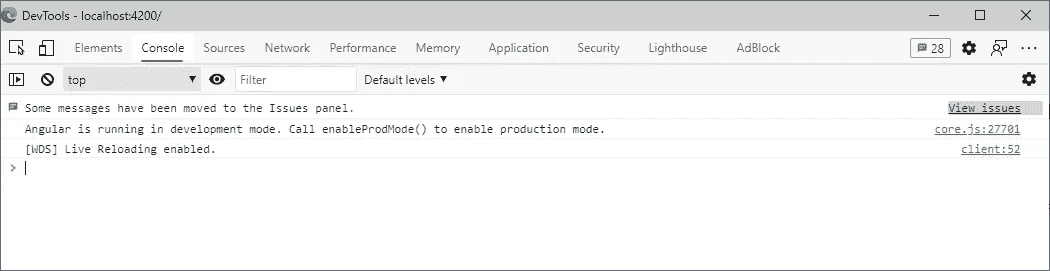 DevTools - localhost:4200/
Elements Console Sources Network Performance Memory Application Security Lighthouse AdBlock 28
top Filter Default levels
Some messages have been moved to the Issues panel. View issues
Angular is running in development mode. Call enableProdMode() to enable production mode. core.js:27701
[WDS] Live Reloading enabled. client:52
>